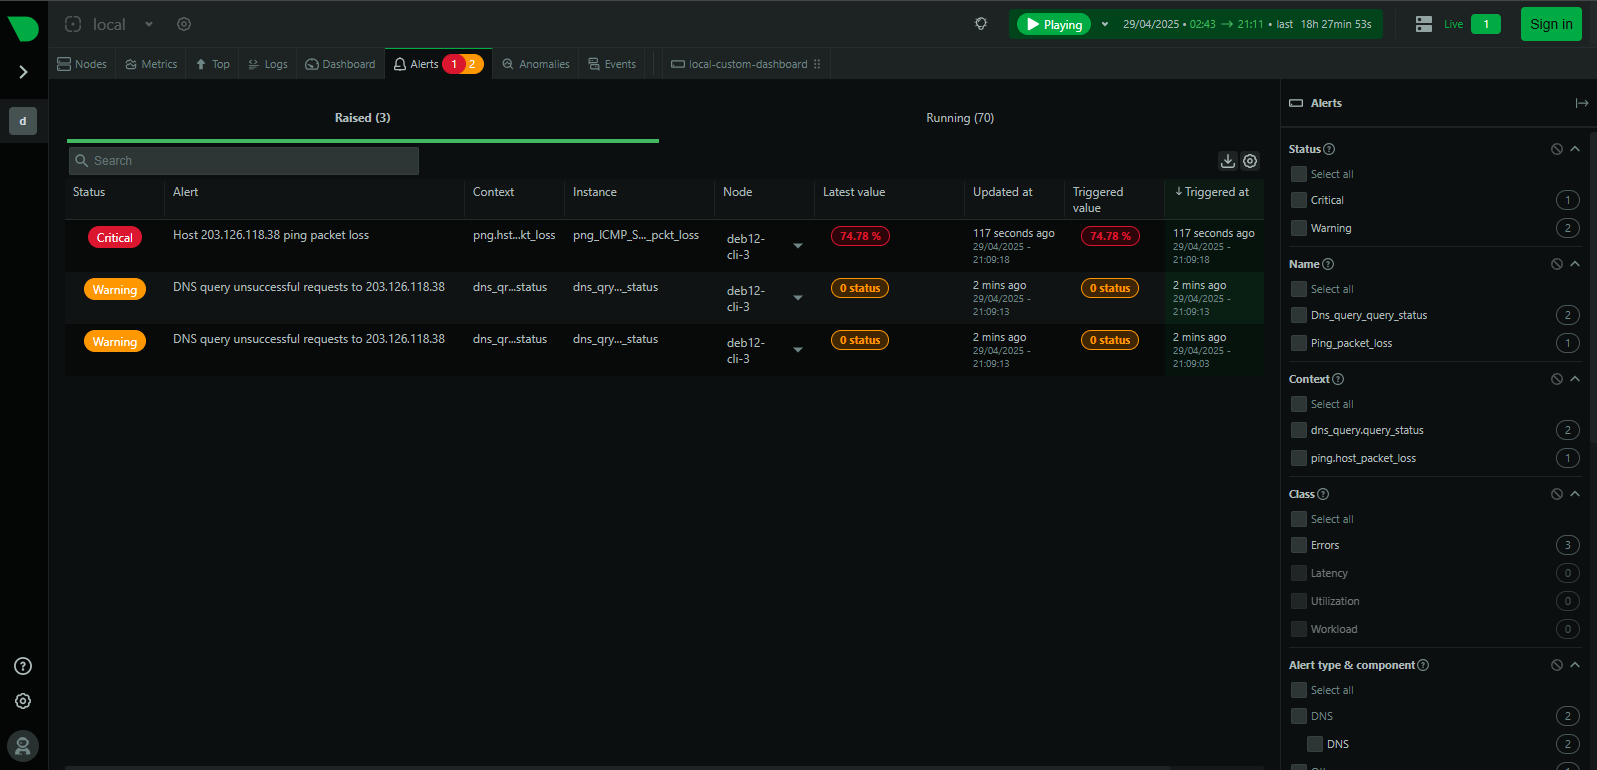 local
Playing
29/04/2025 • 02:43 → 21:11 • last 18h 27min 53s
Live
1
Sign in
Nodes
Metrics
Top
Logs
Dashboard
Alerts 1 2
Anomalies
Events
local-custom-dashboard
d
Raised (3)
Running (70)
Search
Status
Alert
Context
Instance
Node
Latest value
Updated at
Triggered value
↓Triggered at
Critical
Host 203.126.118.38 ping packet loss
png.hst...kt_loss
png_ICMP_S..._pckt_loss
deb12-
cli-3
74.78 %
117 seconds ago
29/04/2025 -
21:09:18
74.78 %
117 seconds ago
29/04/2025 -
21:09:18
Warning
DNS query unsuccessful requests to 203.126.118.38
dns_qr...status
dns_qry..._status
deb12-
cli-3
0 status
2 mins ago
29/04/2025 -
21:09:13
0 status
2 mins ago
29/04/2025 -
21:09:13
Warning
DNS query unsuccessful requests to 203.126.118.38
dns_qr...status
dns_qry..._status
deb12-
cli-3
0 status
2 mins ago
29/04/2025 -
21:09:13
0 status
2 mins ago
29/04/2025 -
21:09:03
Alerts
Status
Select all
Critical 1
Warning 2
Name
Select all
Dns_query_query_status 2
Ping_packet_loss 1
Context
Select all
dns_query.query_status 2
ping.host_packet_loss 1
Class
Select all
Errors 3
Latency 0
Utilization 0
Workload 0
Alert type & component
Select all
DNS 2
DNS 2